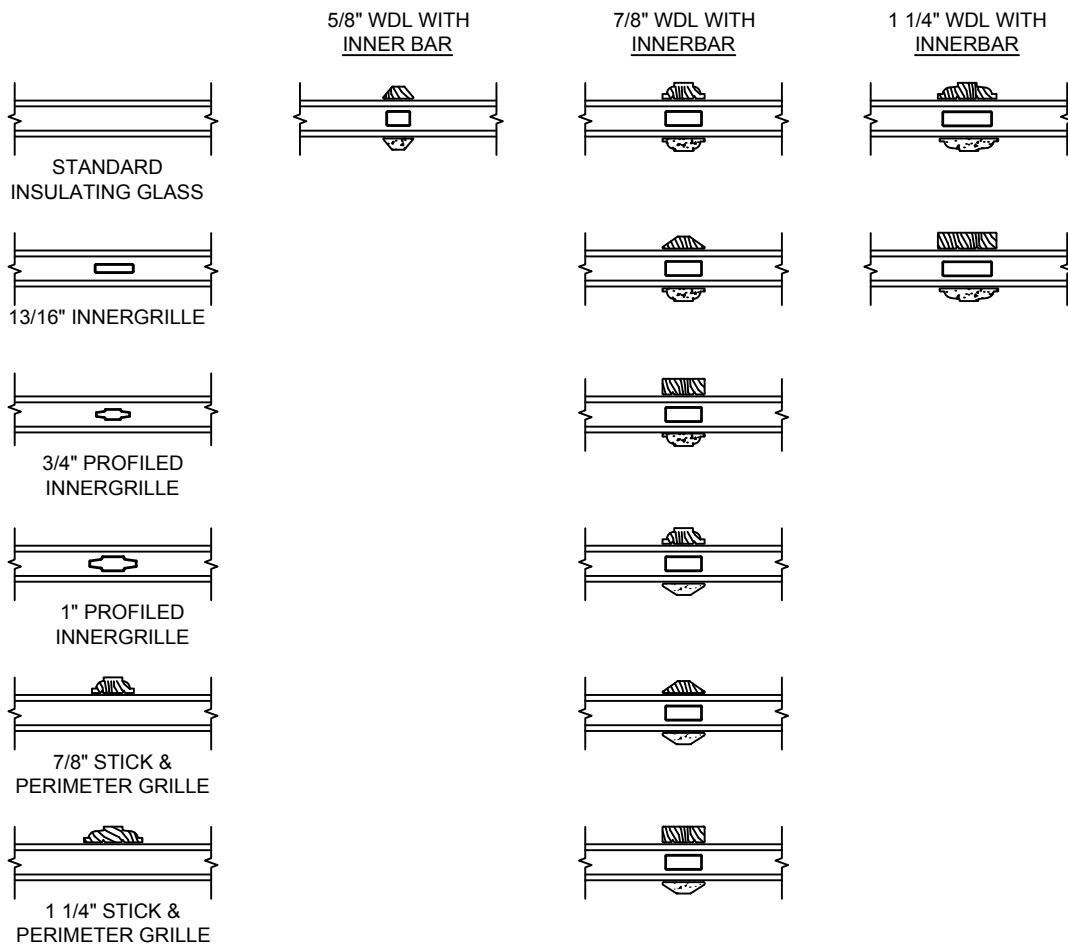 5/8" WDL WITH
INNER BAR
7/8" WDL WITH
INNERBAR
1 1/4" WDL WITH
INNERBAR
STANDARD
INSULATING GLASS
13/16" INNERGRILLE
3/4" PROFILED
INNERGRILLE
1" PROFILED
INNERGRILLE
7/8" STICK &
PERIMETER GRILLE
1 1/4" STICK &
PERIMETER GRILLE